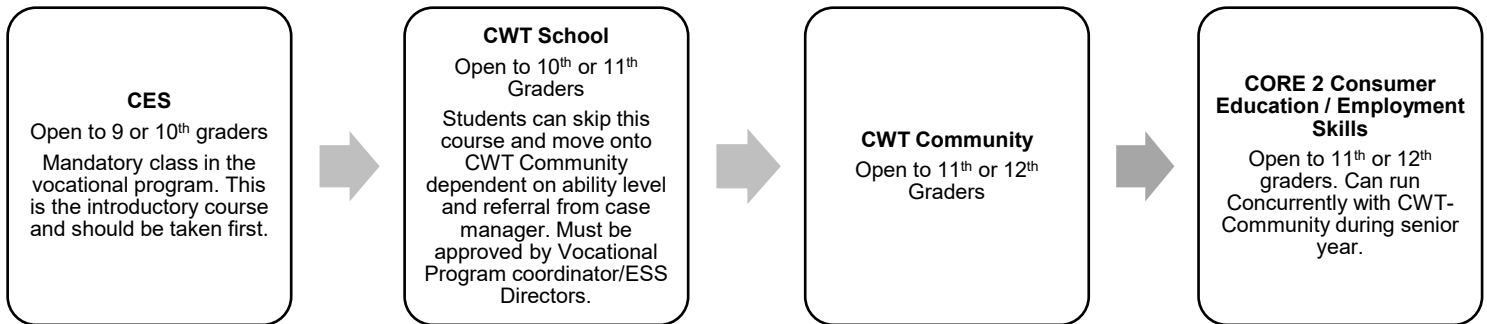 CES
Open to 9 or 10th graders
Mandatory class in the
vocational program. This
is the introductory course
and should be taken first.
CWT School
Open to 10th or 11th
Graders
Students can skip this
course and move onto
CWT Community
dependent on ability level
and referral from case
manager. Must be
approved by Vocational
Program coordinator/ESS
Directors.
CWT Community
Open to 11th or 12th
Graders
CORE 2 Consumer
Education / Employment
Skills
Open to 11th or 12th
graders. Can run
Concurrently with CWT-
Community during senior
year.